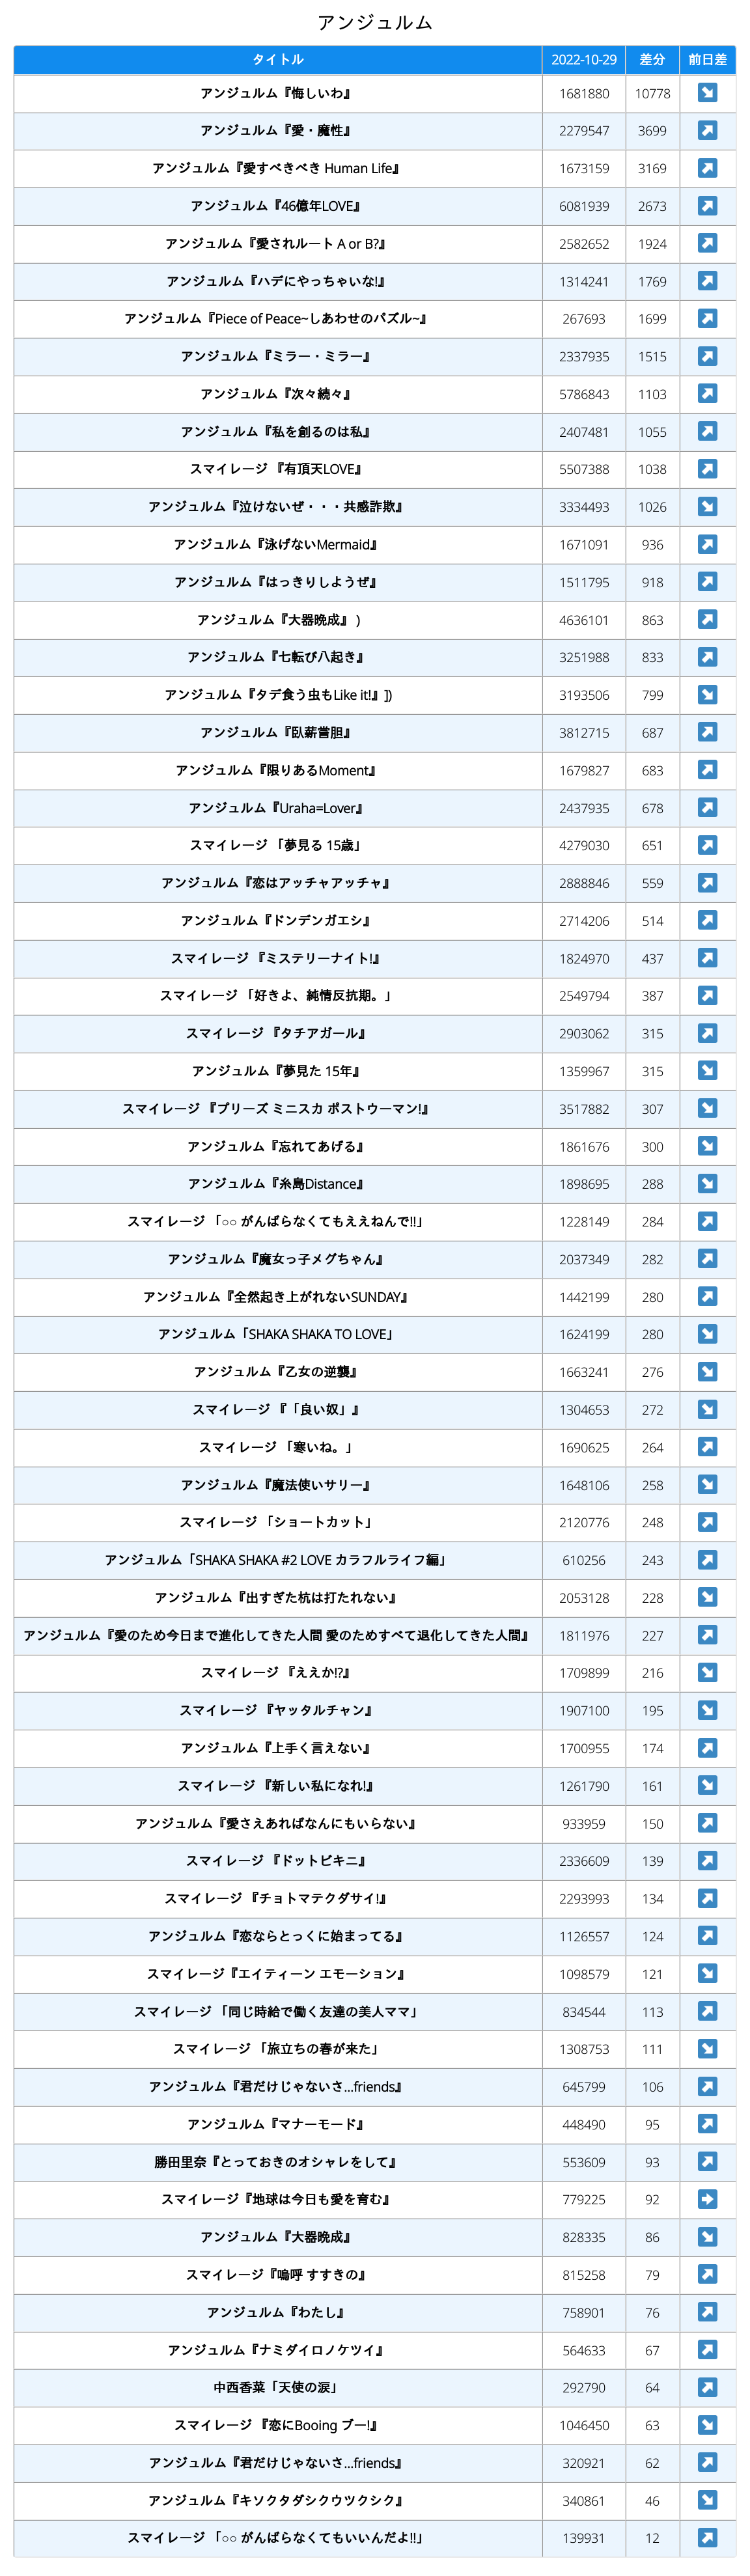 アンジュルム
タイトル 2022-10-29 差分 前日差
アンジュルム『悔しいわ』 1681880 10778 ↘
アンジュルム『愛・魔性』 2279547 3699 ↗
アンジュルム『愛すべきべき Human Life』 1673159 3169 ↗
アンジュルム『46億年LOVE』 6081939 2673 ↗
アンジュルム『愛されルート A or B?』 2582652 1924 ↗
アンジュルム『ハデにやっちゃいな!』 1314241 1769 ↗
アンジュルム『Piece of Peace~しあわせのパズル~』 267693 1699 ↗
アンジュルム『ミラー・ミラー』 2337935 1515 ↗
アンジュルム『次々続々』 5786843 1103 ↗
アンジュルム『私を創るのは私』 2407481 1055 ↗
スマイレージ 『有頂天LOVE』 5507388 1038 ↗
アンジュルム『泣けないぜ・・・共感詐欺』 3334493 1026 ↘
アンジュルム『泳げないMermaid』 1671091 936 ↗
アンジュルム『はっきりしようぜ』 1511795 918 ↗
アンジュルム『大器晩成』 ) 4636101 863 ↗
アンジュルム『七転び八起き』 3251988 833 ↗
アンジュルム『タデ食う虫もLike it!』]) 3193506 799 ↘
アンジュルム『臥薪嘗胆』 3812715 687 ↗
アンジュルム『限りあるMoment』 1679827 683 ↗
アンジュルム『Uraha=Lover』 2437935 678 ↗
スマイレージ 「夢見る 15歳」 4279030 651 ↗
アンジュルム『恋はアッチャアッチャ』 2888846 559 ↗
アンジュルム『ドンデンガエシ』 2714206 514 ↗
スマイレージ 『ミステリーナイト!』 1824970 437 ↗
スマイレージ 「好きよ、純情反抗期。」 2549794 387 ↗
スマイレージ 『タチアガール』 2903062 315 ↗
アンジュルム『夢見た 15年』 1359967 315 ↘
スマイレージ 『プリーズ ミニスカ ポストウーマン!』 3517882 307 ↘
アンジュルム『忘れてあげる』 1861676 300 ↘
アンジュルム『糸島Distance』 1898695 288 ↘
スマイレージ 「○○ がんばらなくてもええねんで!!」 1228149 284 ↗
アンジュルム『魔女っ子メグちゃん』 2037349 282 ↗
アンジュルム『全然起き上がれないSUNDAY』 1442199 280 ↗
アンジュルム「SHAKA SHAKA TO LOVE」 1624199 280 ↘
アンジュルム『乙女の逆襲』 1663241 276 ↘
スマイレージ 『「良い奴」』 1304653 272 ↘
スマイレージ 「寒いね。」 1690625 264 ↗
アンジュルム『魔法使いサリー』 1648106 258 ↘
スマイレージ 「ショートカット」 2120776 248 ↗
アンジュルム「SHAKA SHAKA #2 LOVE カラフルライフ編」 610256 243 ↗
アンジュルム『出すぎた杭は打たれない』 2053128 228 ↘
アンジュルム『愛のため今日まで進化してきた人間 愛のためすべて退化してきた人間』 1811976 227 ↗
スマイレージ 『ええか!?』 1709899 216 ↘
スマイレージ 『ヤッタルチャン』 1907100 195 ↘
アンジュルム『上手く言えない』 1700955 174 ↗
スマイレージ 『新しい私になれ!』 1261790 161 ↘
アンジュルム『愛さえあればなんにもいらない』 933959 150 ↗
スマイレージ 『ドットビキニ』 2336609 139 ↗
スマイレージ 『チョトマテクダサイ!』 2293993 134 ↗
アンジュルム『恋ならとっくに始まってる』 1126557 124 ↗
スマイレージ『エイティーン エモーション』 1098579 121 ↘
スマイレージ 「同じ時給で働く友達の美人ママ」 834544 113 ↗
スマイレージ 「旅立ちの春が来た」 1308753 111 ↘
アンジュルム『君だけじゃないさ...friends』 645799 106 ↗
アンジュルム『マナーモード』 448490 95 ↗
勝田里奈『とっておきのオシャレをして』 553609 93 ↗
スマイレージ『地球は今日も愛を育む』 779225 92 →
アンジュルム『大器晩成』 828335 86 ↘
スマイレージ『嗚呼 すすきの』 815258 79 ↗
アンジュルム『わたし』 758901 76 ↗
アンジュルム『ナミダイロノケツイ』 564633 67 ↗
中西香菜「天使の涙」 292790 64 ↗
スマイレージ 『恋にBooing ブー!』 1046450 63 ↘
アンジュルム『君だけじゃないさ...friends』 320921 62 ↗
アンジュルム『キソクタダシクウツクシク』 340861 46 ↘
スマイレージ 「○○ がんばらなくてもいいんだよ!!」 139931 12 ↗